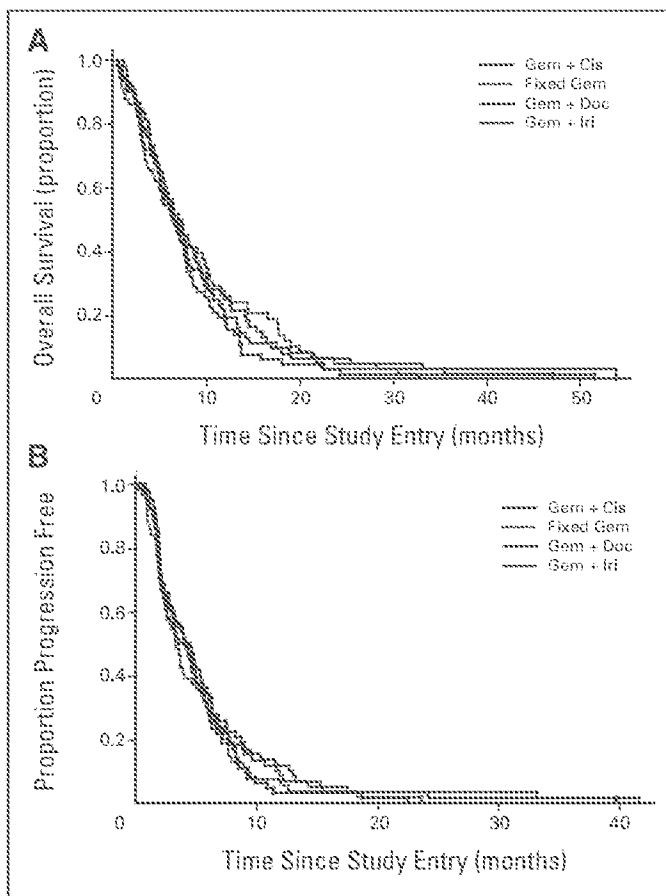 A
Overall Survival (proportion)
1.0
0.8
0.6
0.4
0.2
0
10
20
30
40
50
Time Since Study Entry (months)
Gem + Cis
Fixed Gem
Gem + Doc
Gem + Iri
B
Proportion Progression Free
1.0
0.8
0.6
0.4
0.2
0
10
20
30
40
Time Since Study Entry (months)
Gem + Cis
Fixed Gem
Gem + Doc
Gem + Iri